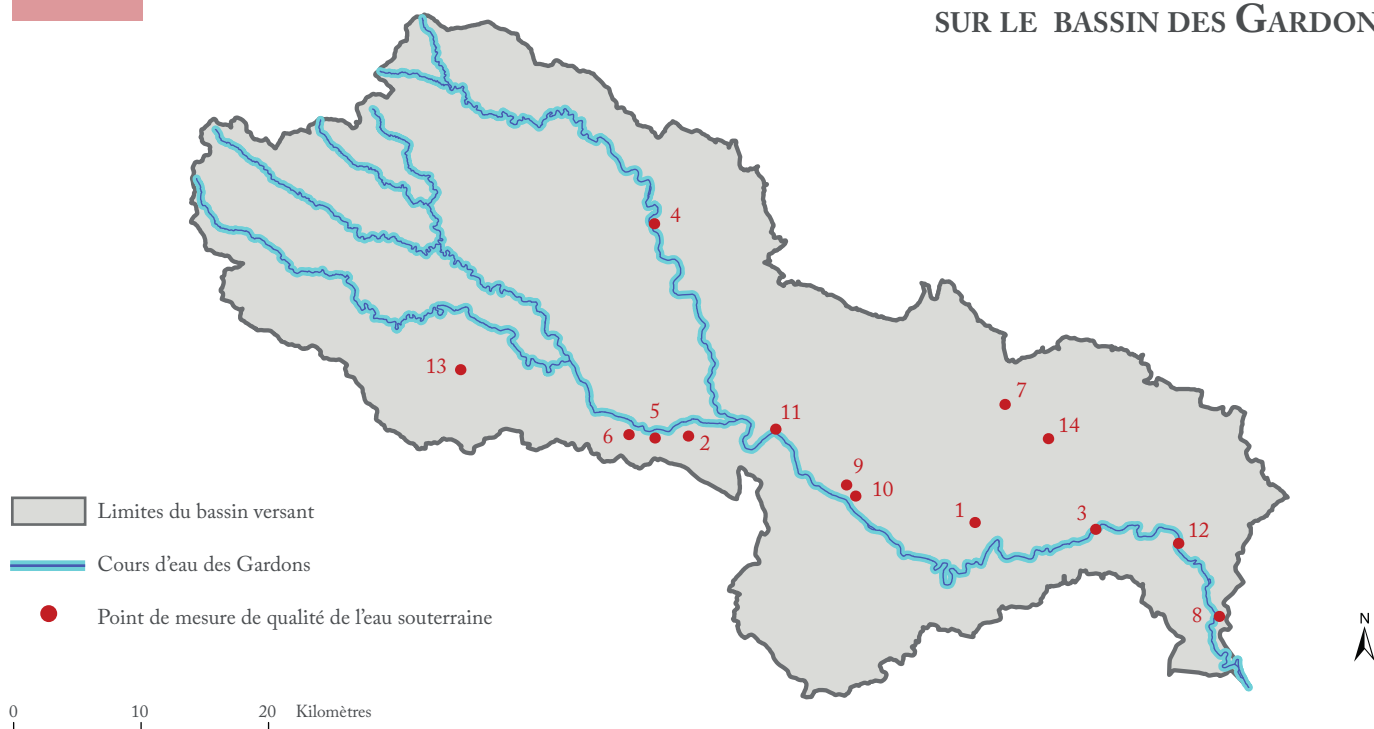 SUR LE BASSIN DES GARDON
4
13
5
6
2
11
7
14
9
10
1
3
12
8
Limites du bassin versant
Cours d'eau des Gardons
Point de mesure de qualité de l'eau souterraine
N
0 10 20 Kilomètres